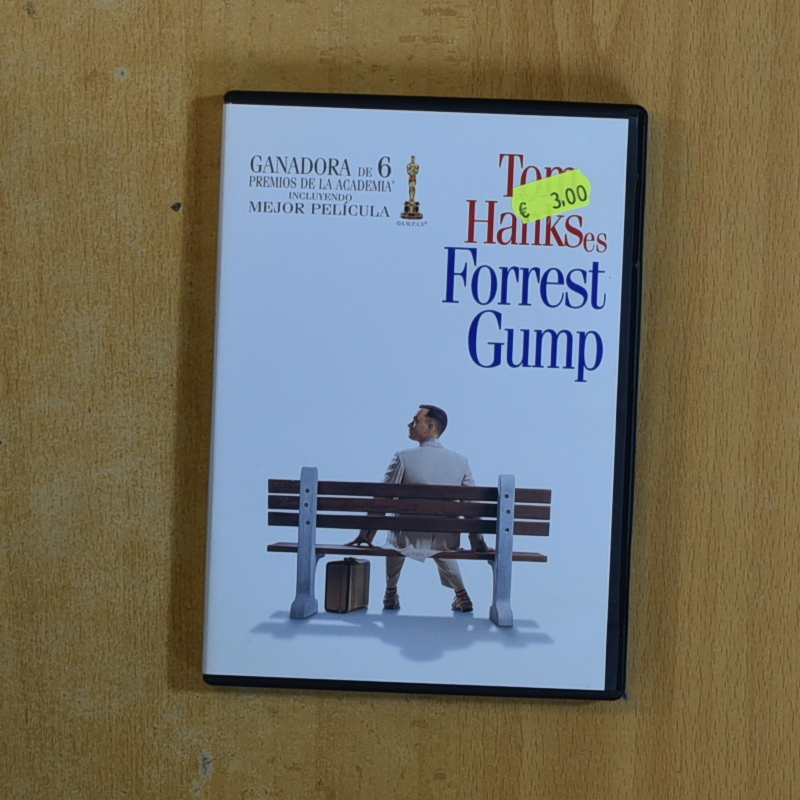 GANADORA DE 6
PREMIOS DE LA ACADEMIA®
INCLUYENDO
MEJOR PELÍCULA
©A.M.P.A.S.®
Tom
€ 3,00
Hanks es
Forrest
Gump